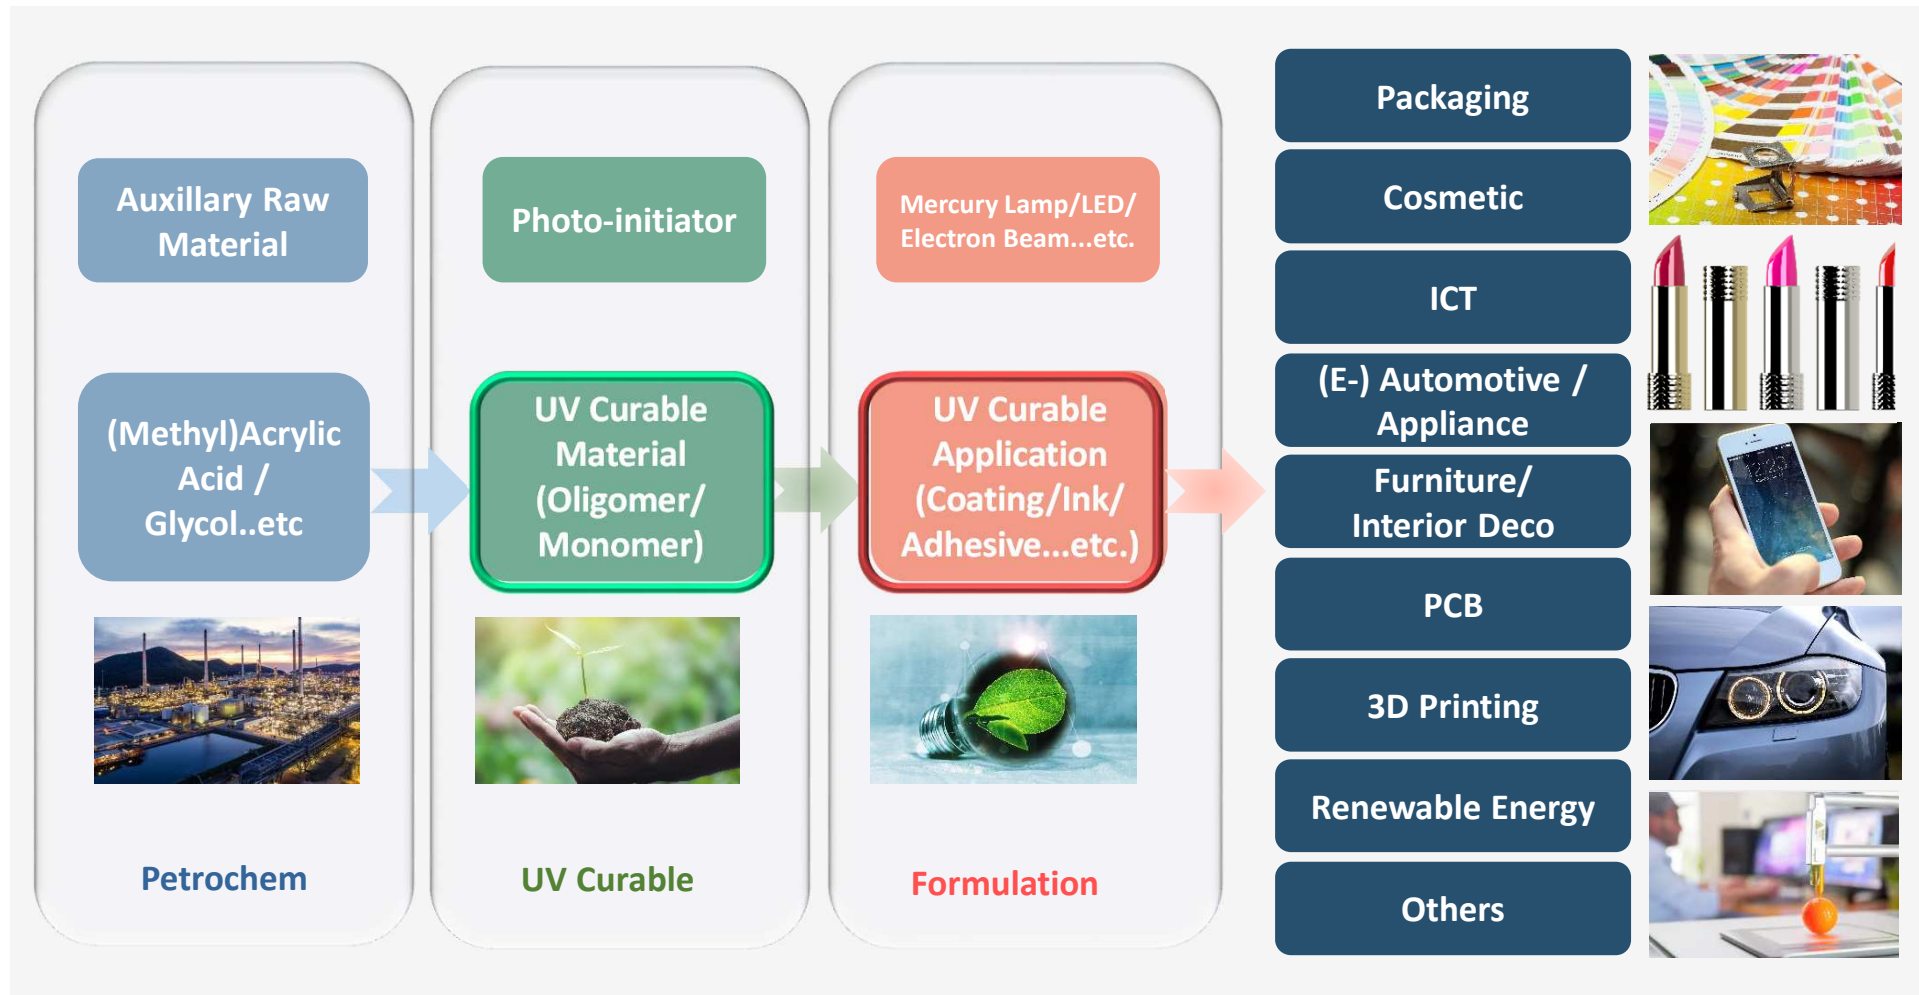 Auxillary Raw
Material
(Methyl)Acrylic
Acid /
Glycol..etc
Petrochem
Photo-initiator
UV Curable
Material
(Oligomer/
Monomer)
UV Curable
Mercury Lamp/LED/
Electron Beam...etc.
UV Curable
Application
(Coating/Ink/
Adhesive...etc.)
Formulation
Packaging
Cosmetic
ICT
(E-) Automotive /
Appliance
Furniture/
Interior Deco
PCB
3D Printing
Renewable Energy
Others
12:29